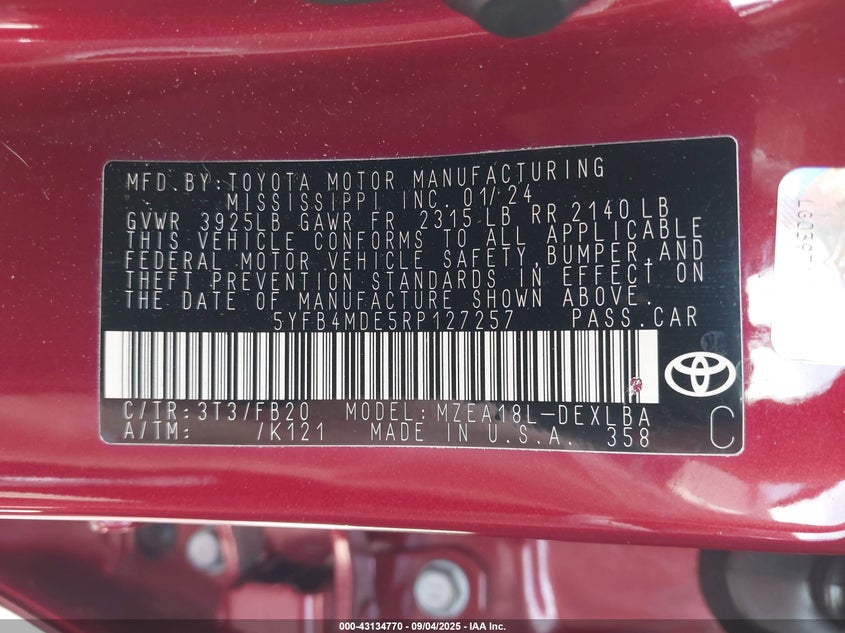 MFD.BY:TOYOTA MOTOR MANUFACTURING
MISSISSIPPI INC. 01/24
GVWR 3925LB GAWR FR 2315 LB RR 2140 LB
THIS VEHICLE CONFORMS TO ALL APPLICABLE
FEDERAL MOTOR VEHICLE SAFETY,BUMPER,AND
THEFT PREVENTION STANDARDS IN EFFECT ON
THE DATE OF MANUFACTURE SHOWN ABOVE.
5YFB4MDE5RP127257 PASS.CAR
C/TR:3T3/FB20 MODEL:MZEA18L-DEXLBA
A/TM: /K121 MADE IN U.S.A. 358
C
000-43134770 - 09/04/2025 - IAA Inc.